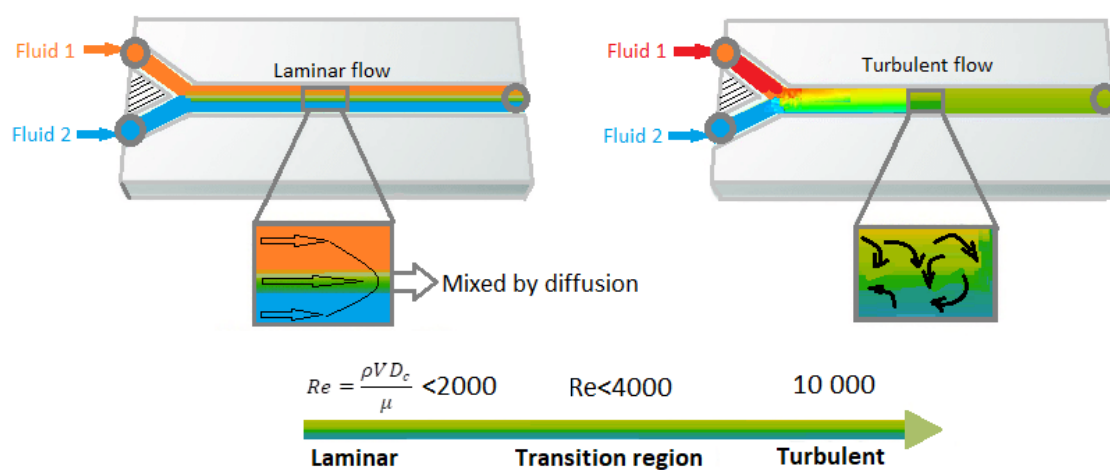 Fluid 1
Laminar flow
Fluid 2
Mixed by diffusion
Fluid 1
Turbulent flow
Fluid 2
Re = ρVD_c/μ <2000
Re<4000
10 000
Laminar
Transition region
Turbulent